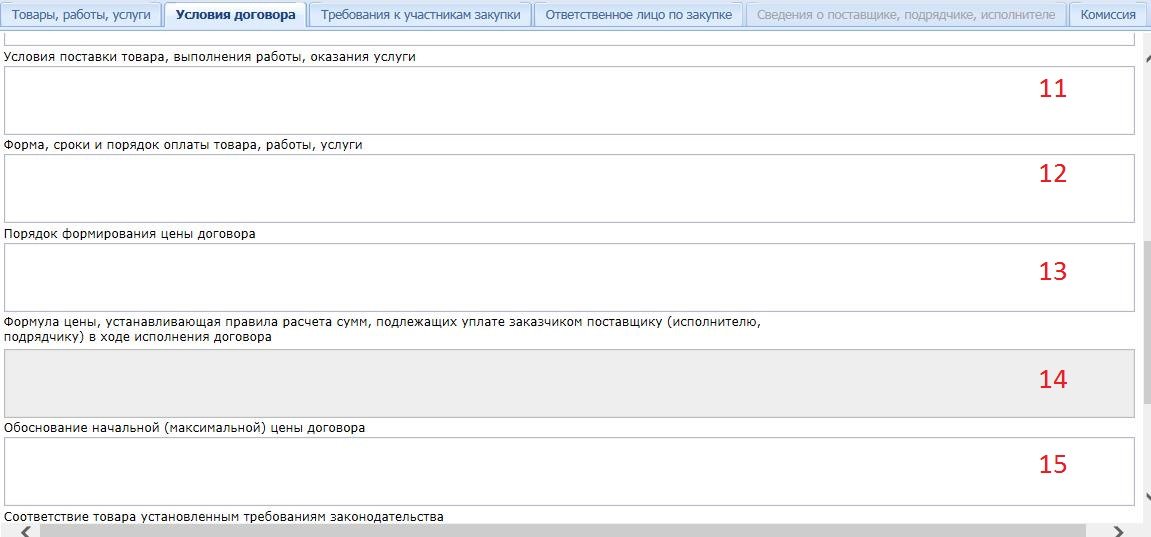 Товары, работы, услуги Условия договора Требования к участникам закупки Ответственное лицо по закупке Сведения о поставщике, подрядчике, исполнителе Комиссия
Условия поставки товара, выполнения работы, оказания услуги
11
Форма, сроки и порядок оплаты товара, работы, услуги
12
Порядок формирования цены договора
13
Формула цены, устанавливающая правила расчета сумм, подлежащих уплате заказчиком поставщику (исполнителю,
подрядчику) в ходе исполнения договора
14
Обоснование начальной (максимальной) цены договора
15
Соответствие товара установленным требованиям законодательства